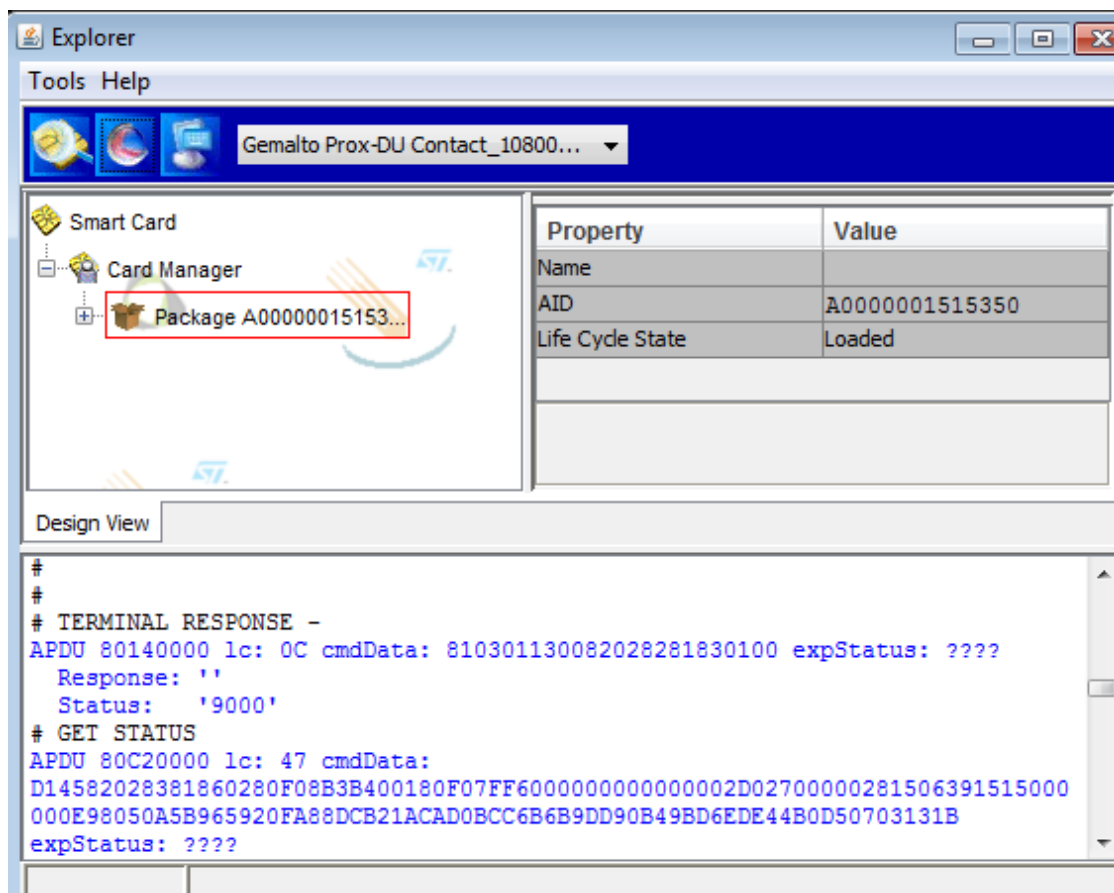 Explorer
Tools Help
Gemalto Prox-DU Contact_10800...
Smart Card
Card Manager
Package A00000015153...
Property Value
Name
AID A0000001515350
Life Cycle State Loaded
Design View
#
#
# TERMINAL RESPONSE -
APDU 80140000 lc: 0C cmdData: 810301130082028281830100 expStatus: ????
Response: ''
Status: '9000'
# GET STATUS
APDU 80C20000 lc: 47 cmdData:
D14582028381860280F08B3B400180F07FF6000000000000002D02700000281506391515000
000E98050A5B965920FA88DCB21ACAD0BCC6B6B9DD90B49BD6EDE44B0D50703131B
expStatus: ????